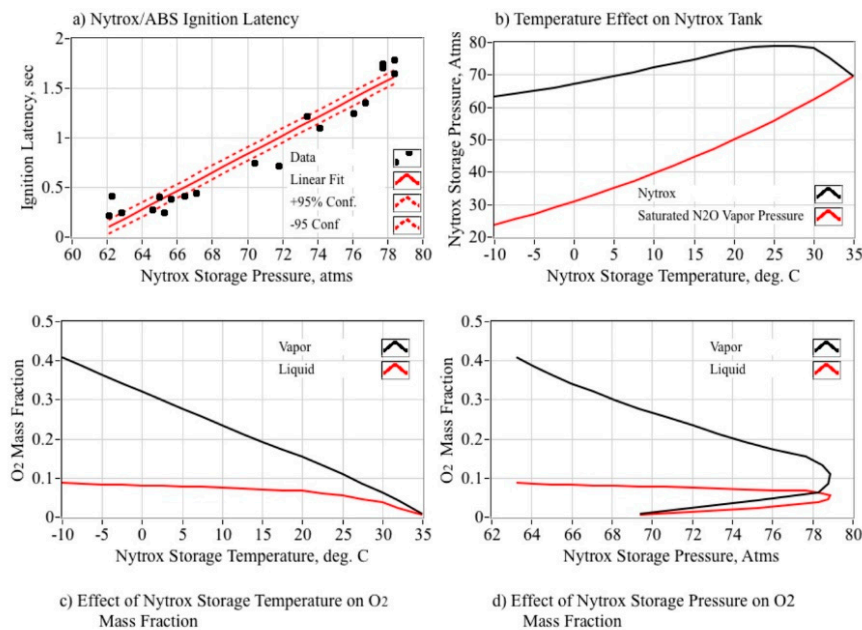 a) Nytrox/ABS Ignition Latency
Ignition Latency, sec
2
1.5
1
0.5
0
Data
Linear Fit
+95% Conf.
-95 Conf
60 62 64 66 68 70 72 74 76 78 80
Nytrox Storage Pressure, atms
b) Temperature Effect on Nytrox Tank
Nytrox Storage Pressure, Atms
80
70
60
50
40
30
20
Nytrox
Saturated N2O Vapor Pressure
-10 -5 0 5 10 15 20 25 30 35
Nytrox Storage Temperature, deg. C
O2 Mass Fraction
0.5
0.4
0.3
0.2
0.1
0
Vapor
Liquid
-10 -5 0 5 10 15 20 25 30 35
Nytrox Storage Temperature, deg. C
c) Effect of Nytrox Storage Temperature on O2
Mass Fraction
O2 Mass Fraction
0.5
0.4
0.3
0.2
0.1
0
Vapor
Liquid
62 64 66 68 70 72 74 76 78 80
Nytrox Storage Pressure, Atms
d) Effect of Nytrox Storage Pressure on O2
Mass Fraction